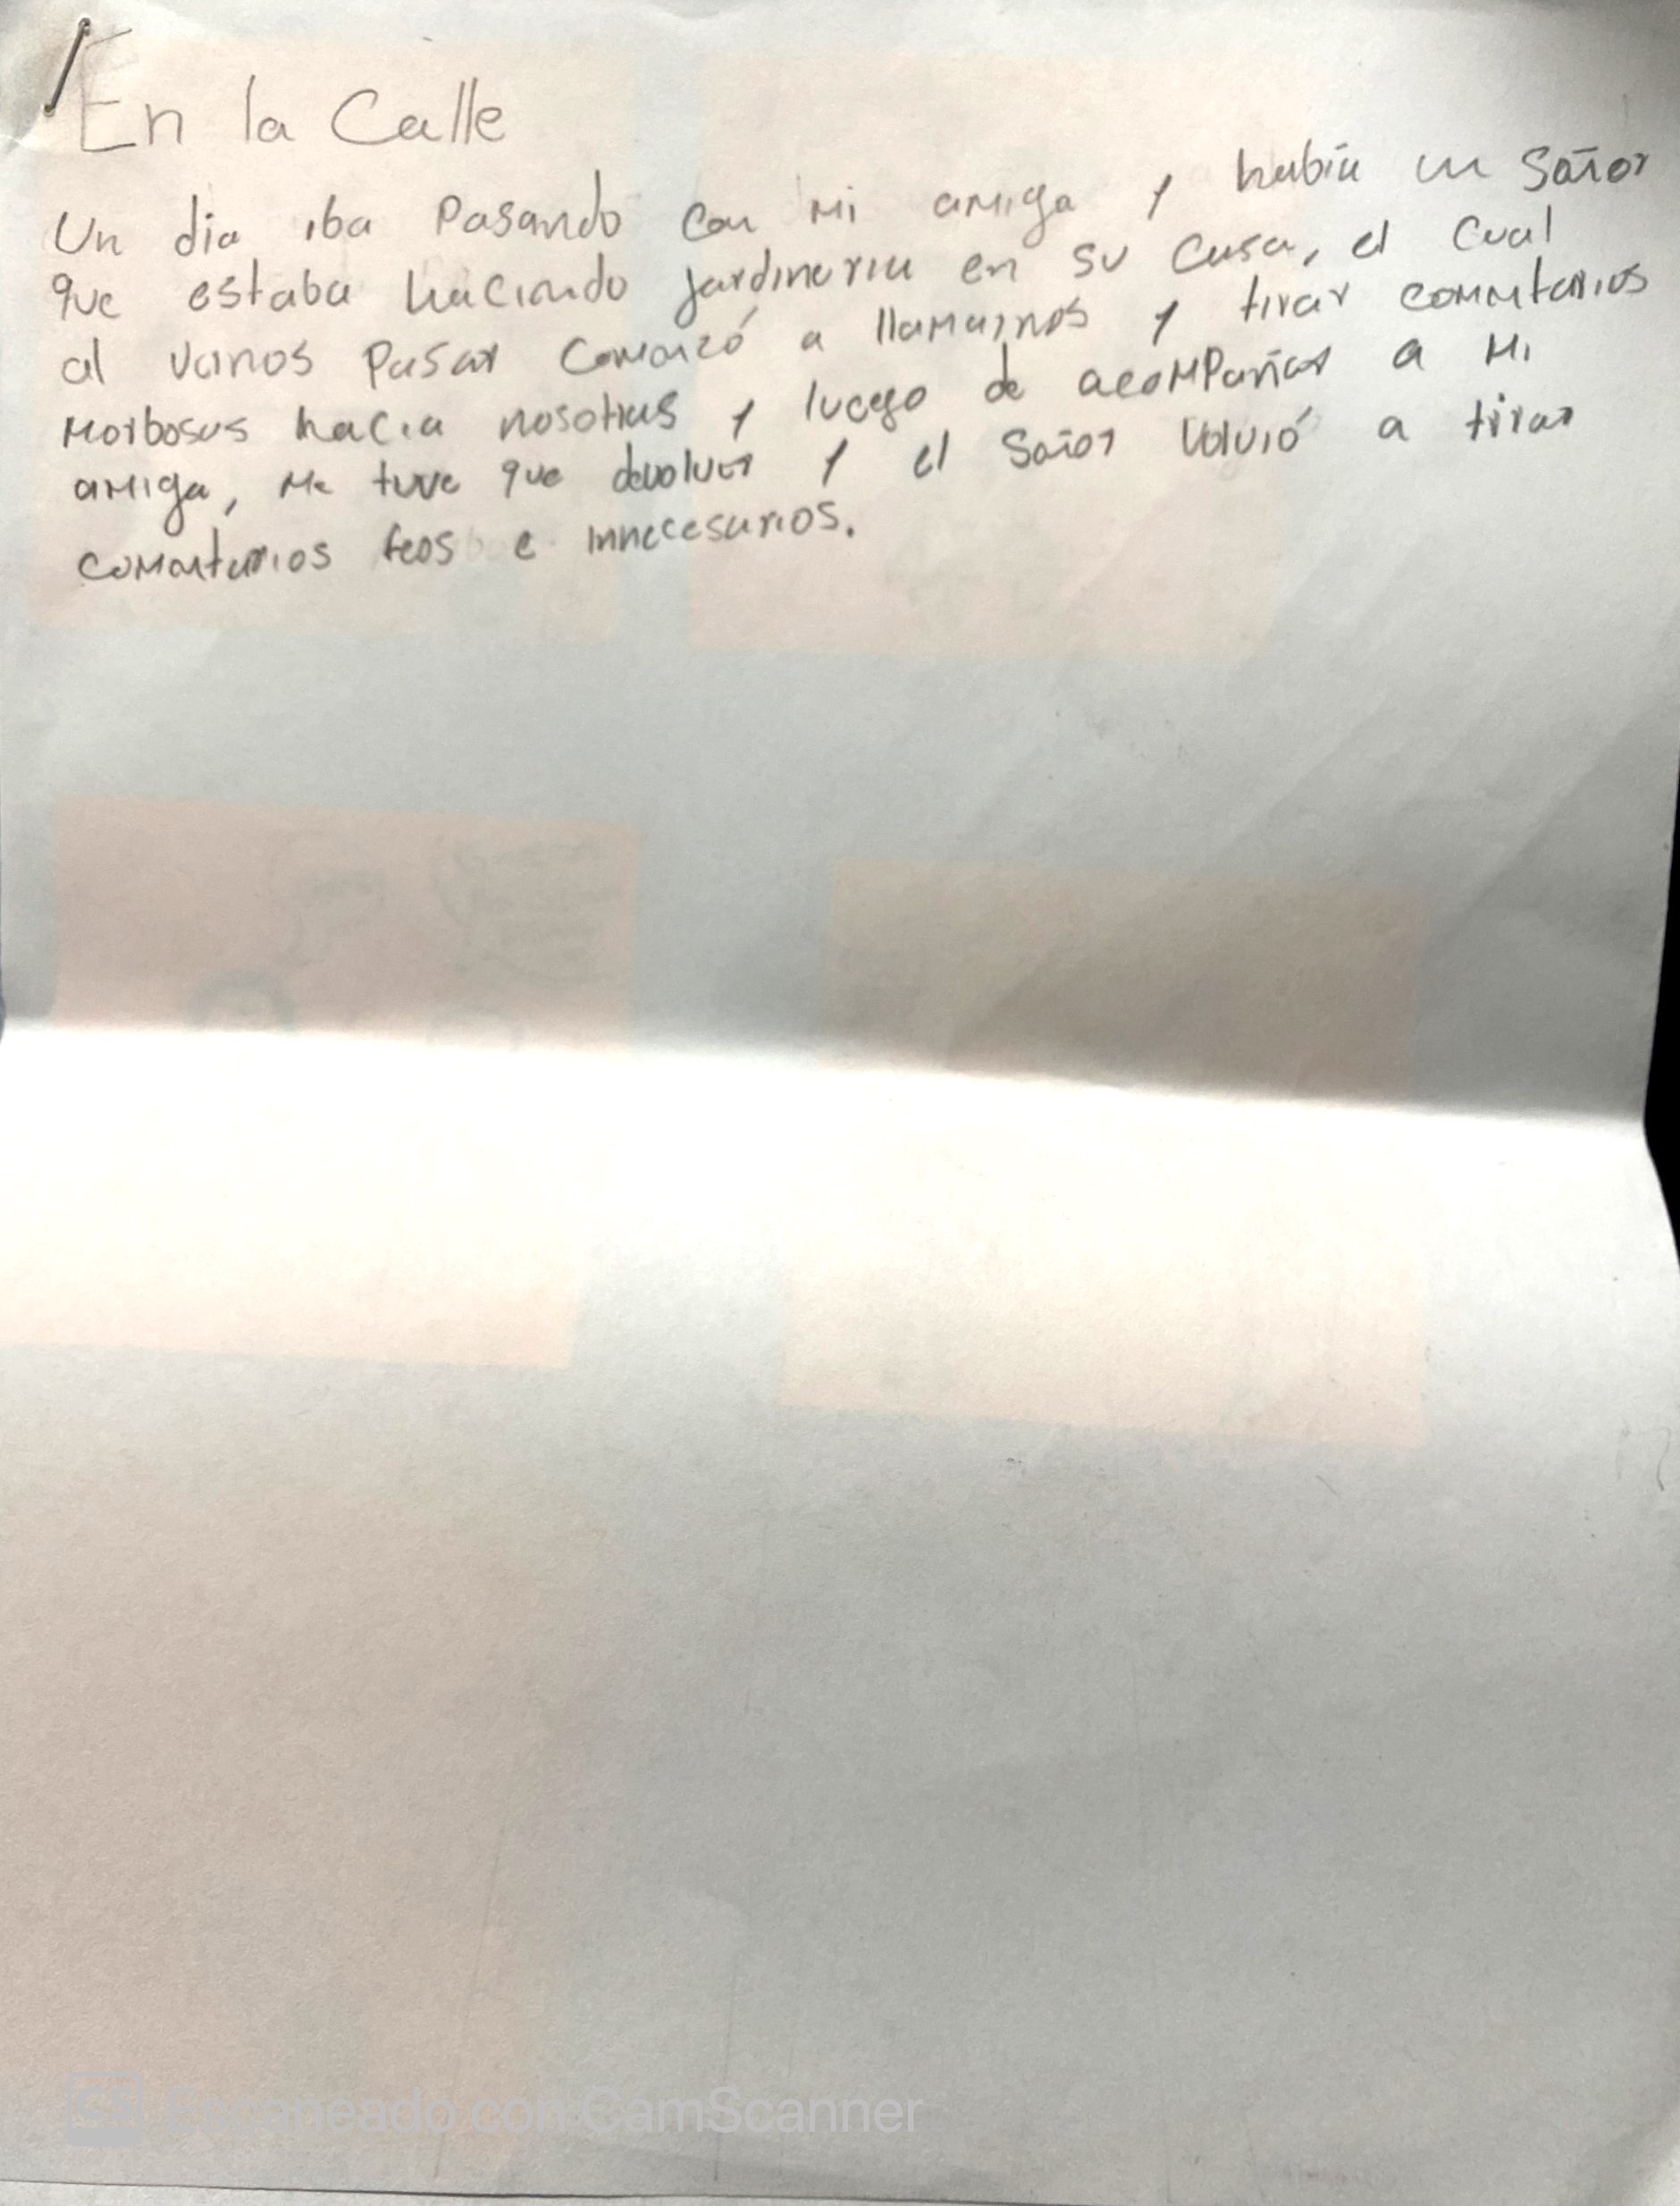 En la Calle
Un dia iba Pasando con mi amiga y habia un Señor
que estaba haciendo jardineria en su casa, el cual
al vernos Pasar Comenzó a llamarnos y tirar comentarios
Morbosos hacia nosotras y luego de acompañar a Mi
amiga, Me tuve que devolver y el Señor Volvió a tirar
comentarios feos e innecesarios.
CS Escaneado con CamScanner